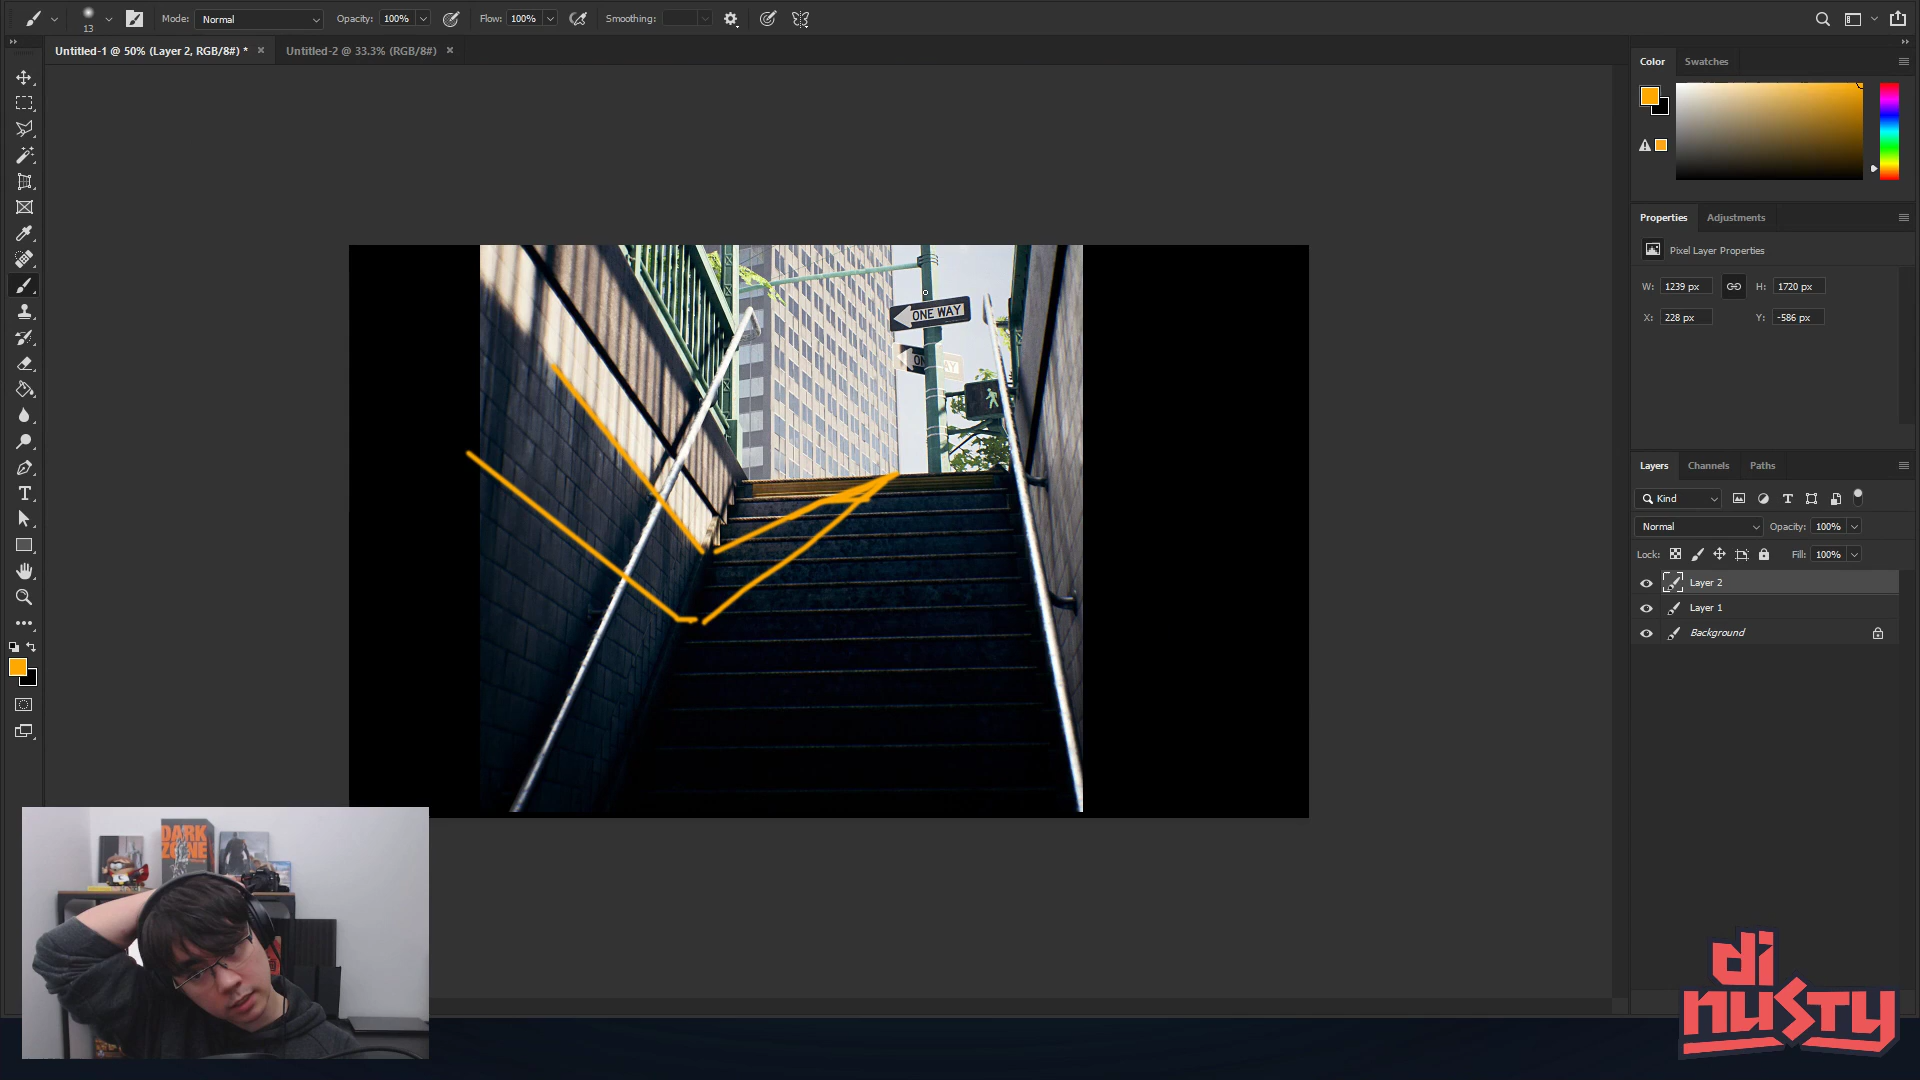 Mode: Normal Opacity: 100% Flow: 100% Smoothing:
13
Untitled-1 @ 50% (Layer 2, RGB/8#) * × Untitled-2 @ 33.3% (RGB/8#) ×
Color Swatches
Properties Adjustments
Pixel Layer Properties
W: 1239 px H: 1720 px
X: 228 px Y: -586 px
ONE WAY
Layers Channels Paths
Kind
Normal Opacity: 100%
Lock: Fill: 100%
Layer 2
Layer 1
Background
DARK
ZONE
di
nusty